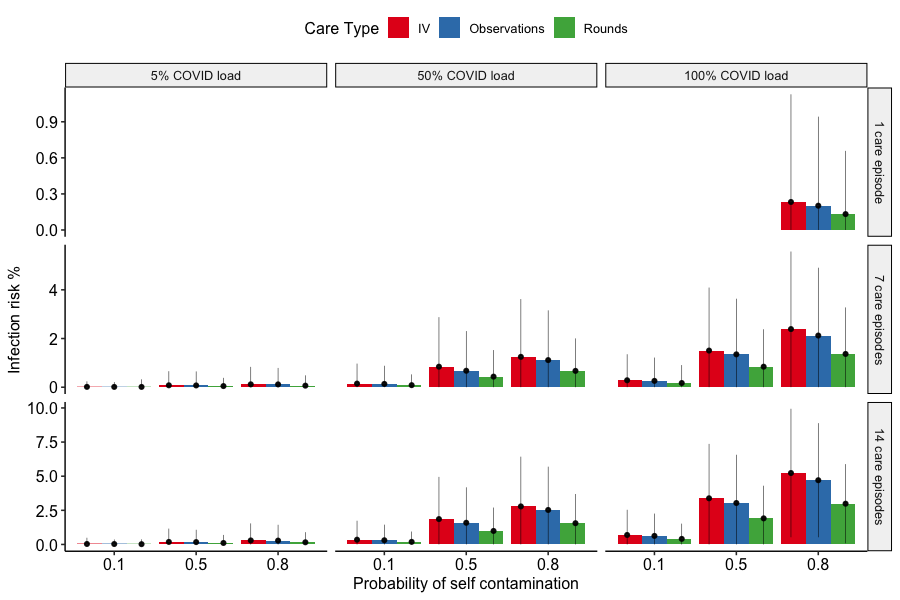 Care Type IV Observations Rounds
5% COVID load 50% COVID load 100% COVID load
0.9
0.6
0.3
0.0
1 care episode
4
2
0
7 care episodes
10.0
7.5
5.0
2.5
0.0
14 care episodes
Infection risk %
0.1 0.5 0.8 0.1 0.5 0.8 0.1 0.5 0.8
Probability of self contamination